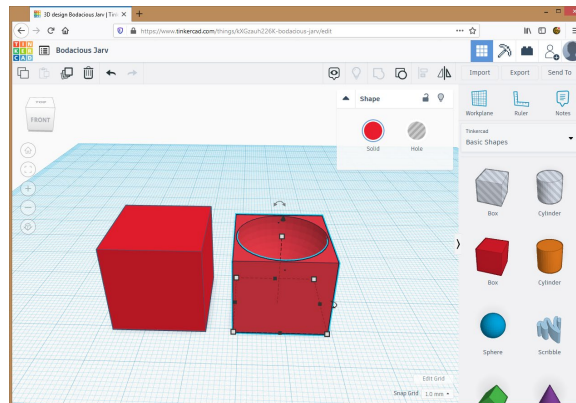 3D design Bodacious Jarv | Tin
https://www.tinkercad.com/things/kXGzauh226K-bodacious-jarv/edit
TIN
KER
CAD
Bodacious Jarv
Import
Export
Send To
Shape
Solid
Hole
FRONT
Workplane
Ruler
Notes
Tinkercad
Basic Shapes
Box
Cylinder
Box
Cylinder
Sphere
Scribble
Edit Grid
Snap Grid
1.0 mm